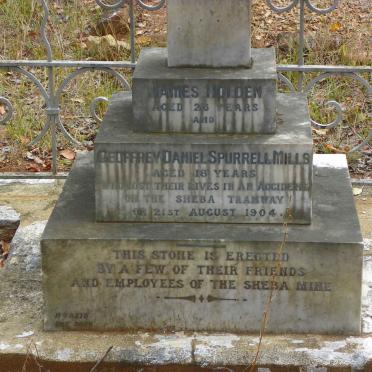 JAMES HOLDEN
AGED 26 YEARS
AND
GEOFFREY DANIEL SPURRELL MILLS
AGED 18 YEARS
WHO LOST THEIR LIVES IN AN ACCIDENT
ON THE SHEBA TRAMWAY
ON 21ST AUGUST 1904.
THIS STONE IS ERECTED
BY A FEW OF THEIR FRIENDS
AND EMPLOYEES OF THE SHEBA MINE